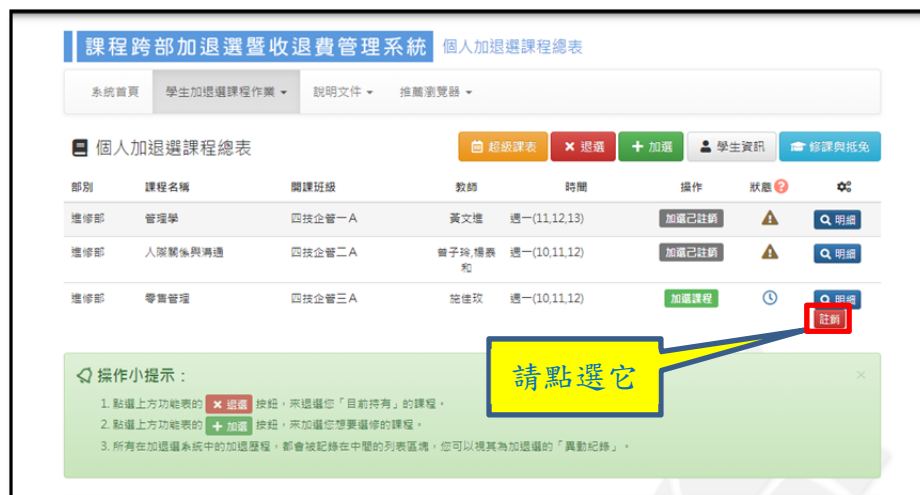 課程跨部加退選暨收退費管理系統 個人加退選課程總表
系統首頁 學生加退選課程作業 說明文件 推薦瀏覽器
個人加退選課程總表 超級課表 退選 加選 學生資訊 修課與抵免
部別 課程名稱 開課班級 教師 時間 操作 狀態
進修部 管理學 四技企管一A 黃文進 週一(11,12,13) 加選已註銷 明細
進修部 人際關係與溝通 四技企管二A 曾子玲,楊表和 週一(10,11,12) 加選已註銷 明細
進修部 零售管理 四技企管三A 施佳玫 週一(10,11,12) 加選課程 明細
註銷
請點選它
操作小提示：
1. 點選上方功能表的 退選 按鈕，來退選您「目前持有」的課程。
2. 點選上方功能表的 加選 按鈕，來加選您想要選修的課程。
3. 所有在加退選系統中的加退歷程，都會被記錄在中間的列表區塊，您可以視其為加退選的「異動紀錄」。